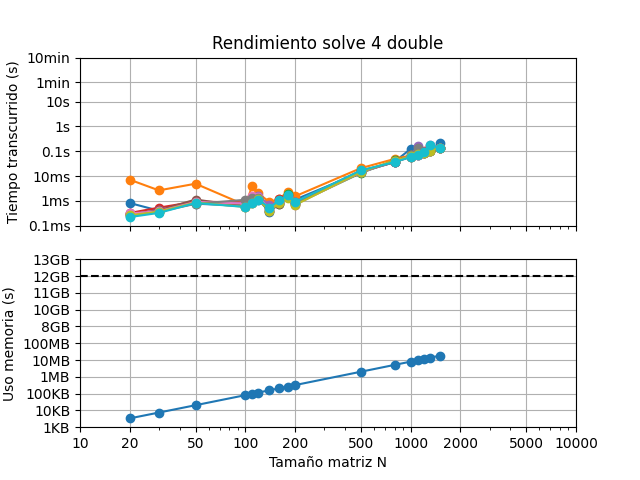 Rendimiento solve 4 double
Tiempo transcurrido (s)
10min
1min
10s
1s
0.1s
10ms
1ms
0.1ms
Uso memoria (s)
13GB
12GB
11GB
10GB
8GB
100MB
10MB
1MB
100KB
10KB
1KB
10 20 50 100 200 500 1000 2000 5000 10000
Tamaño matriz N